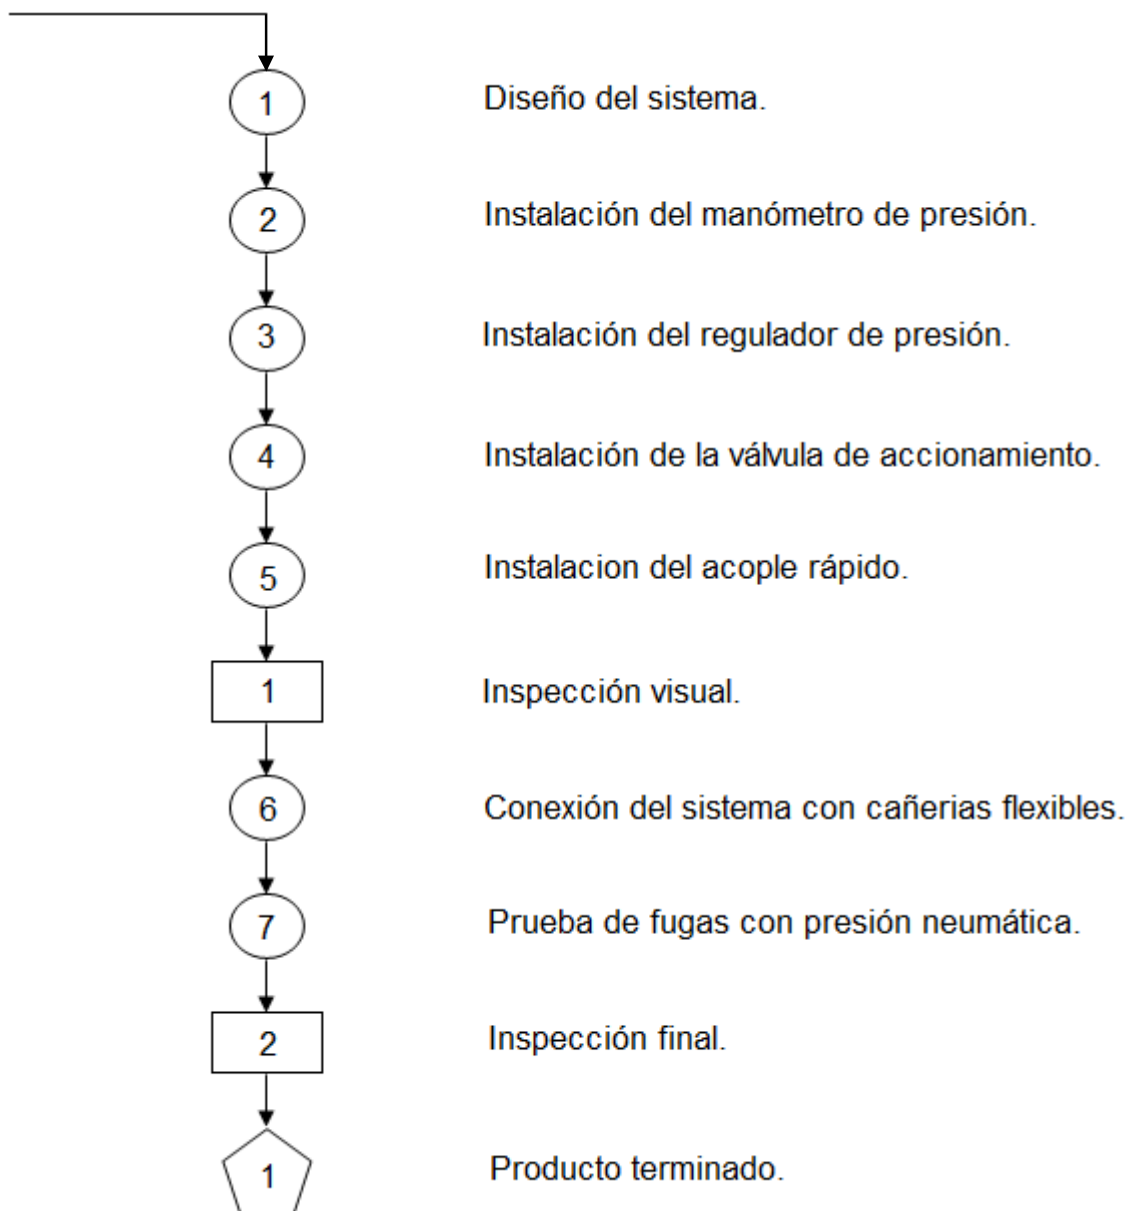 1 Diseño del sistema.
2 Instalación del manómetro de presión.
3 Instalación del regulador de presión.
4 Instalación de la válvula de accionamiento.
5 Instalacion del acople rápido.
1 Inspección visual.
6 Conexión del sistema con cañerias flexibles.
7 Prueba de fugas con presión neumática.
2 Inspección final.
1 Producto terminado.